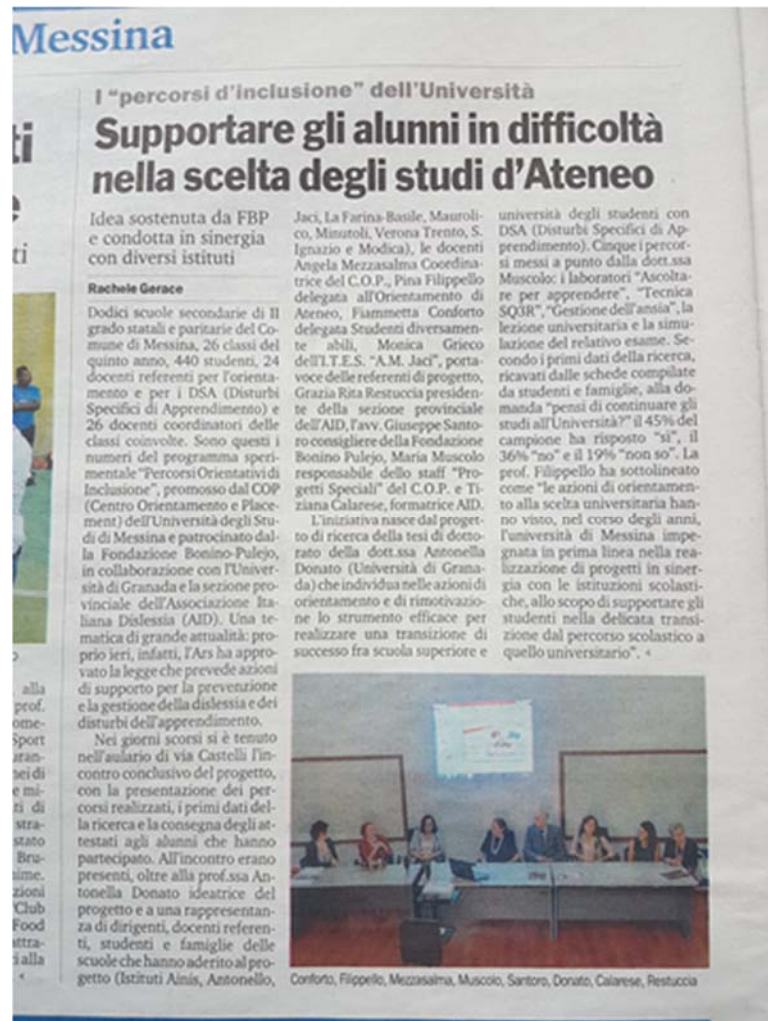 Messina
I "percorsi d'inclusione" dell'Università
Supportare gli alunni in difficoltà
nella scelta degli studi d'Ateneo
Idea sostenuta da FBP
e condotta in sinergia
con diversi istituti
Rachele Gerace
Dodici scuole secondarie di II
grado statali e paritarie del Co-
mune di Messina, 26 classi del
quinto anno, 440 studenti, 24
docenti referenti per l'orienta-
mento e per i DSA (Disturbi
Specifici di Apprendimento) e
26 docenti coordinatori delle
classi coinvolte. Sono questi i
numeri del programma speri-
mentale "Percorsi Orientativi di
Inclusione", promosso dal COP
(Centro Orientamento e Place-
ment) dell'Università degli Stu-
di di Messina e patrocinato dal-
la Fondazione Bonino-Pulejo,
in collaborazione con l'Univer-
sità di Granada e la sezione pro-
vinciale dell'Associazione Ita-
liana Dislessia (AID). Una te-
matica di grande attualità: pro-
prio ieri, infatti, l'Ars ha appro-
vato la legge che prevede azioni
di supporto per la prevenzione
e la gestione della dislessia e dei
disturbi dell'apprendimento.
Nei giorni scorsi si è tenuto
nell'aulario di via Castelli l'in-
contro conclusivo del progetto,
con la presentazione dei per-
corsi realizzati, i primi dati del-
la ricerca e la consegna degli at-
testati agli alunni che hanno
partecipato. All'incontro erano
presenti, oltre alla prof.ssa An-
tonella Donato ideatrice del
progetto e a una rappresentan-
za di dirigenti, docenti referen-
ti, studenti e famiglie delle
scuole che hanno aderito al pro-
getto (Istituti Ainis, Antonello,
Jaci, La Farina-Basile, Mauroli-
co, Minutoli, Verona Trento, S.
Ignazio e Modica), le docenti
Angela Mezzasalma Coordina-
trice del C.O.P., Pina Filippello
delegata all'Orientamento di
Ateneo, Fiammetta Conforto
delegata Studenti diversamen-
te abili, Monica Grieco
dell'I.T.E.S. "A.M. Jaci", porta-
voce delle referenti di progetto,
Grazia Rita Restuccia presiden-
te della sezione provinciale
dell'AID, l'avv. Giuseppe Santo-
ro consigliere della Fondazione
Bonino Pulejo, Maria Muscolo
responsabile dello staff "Pro-
getti Speciali" del C.O.P. e Ti-
ziana Calarese, formatrice AID.
L'iniziativa nasce dal proget-
to di ricerca della tesi di dotto-
rato della dott.ssa Antonella
Donato (Università di Grana-
da) che individua nelle azioni di
orientamento e di rimotivazio-
ne lo strumento efficace per
realizzare una transizione di
successo fra scuola superiore e
università degli studenti con
DSA (Disturbi Specifici di Ap-
prendimento). Cinque i percor-
si messi a punto dalla dott.ssa
Muscolo: i laboratori "Ascolta-
re per apprendere", "Tecnica
SQ3R", "Gestione dell'ansia", la
lezione universitaria e la simu-
lazione del relativo esame. Se-
condo i primi dati della ricerca,
ricavati dalle schede compilate
da studenti e famiglie, alla do-
manda "pensi di continuare gli
studi all'Università?" il 45% del
campione ha risposto "sì", il
36% "no" e il 19% "non so". La
prof. Filippello ha sottolineato
come "le azioni di orientamen-
to alla scelta universitaria han-
no visto, nel corso degli anni,
l'università di Messina impe-
gnata in prima linea nella rea-
lizzazione di progetti in siner-
gia con le istituzioni scolasti-
che, allo scopo di supportare gli
studenti nella delicata transi-
zione dal percorso scolastico a
quello universitario".
Conforto, Filippello, Mezzasalma, Muscolo, Santoro, Donato, Calarese, Restuccia
ti
e
ti
alla
prof.
ome-
Sport
uran-
nei di
e mi-
ti di
stra-
stato
Bru-
ime.
zioni
'Club
Food
attra-
i alla